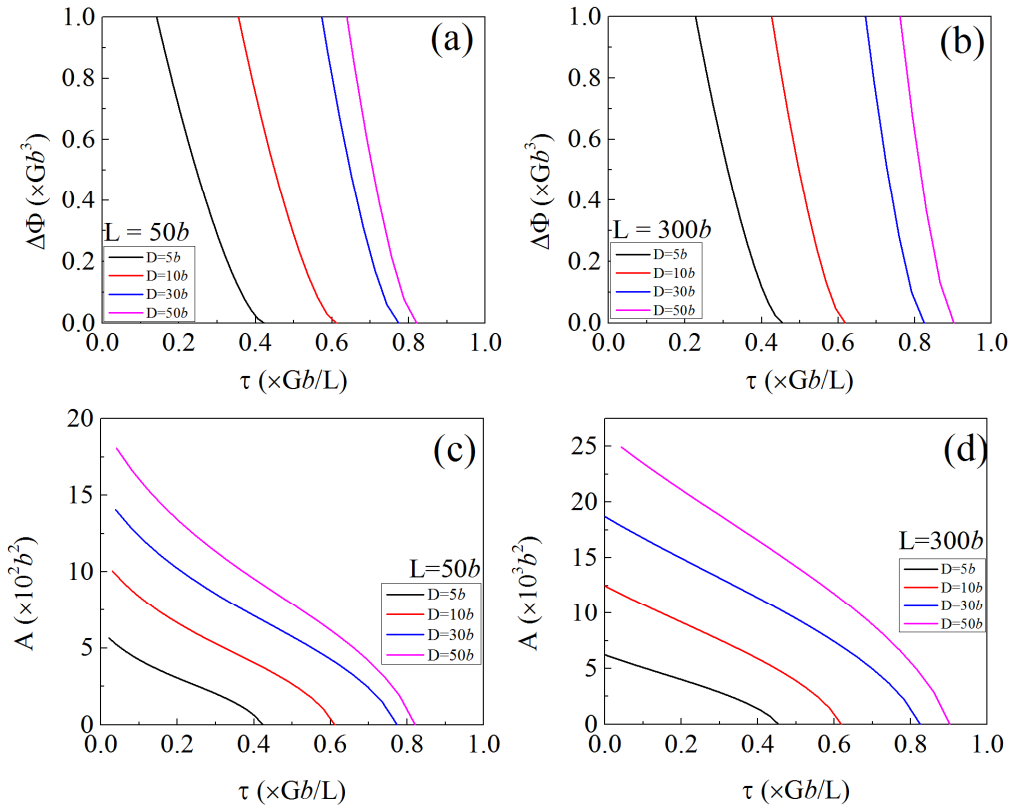 (a)
ΔΦ (×Gb³)
1.0
0.8
0.6
0.4
0.2
0.0
L = 50b
D=5b
D=10b
D=30b
D=50b
0.0 0.2 0.4 0.6 0.8 1.0
τ (×Gb/L)
(b)
ΔΦ (×Gb³)
1.0
0.8
0.6
0.4
0.2
0.0
L = 300b
D=5b
D=10b
D=30b
D=50b
0.0 0.2 0.4 0.6 0.8 1.0
τ (×Gb/L)
(c)
A (×10²b²)
20
15
10
5
0
L=50b
D=5b
D=10b
D=30b
D=50b
0.0 0.2 0.4 0.6 0.8 1.0
τ (×Gb/L)
(d)
A (×10³b²)
25
20
15
10
5
0
L=300b
D=5b
D=10b
D=30b
D=50b
0.0 0.2 0.4 0.6 0.8 1.0
τ (×Gb/L)